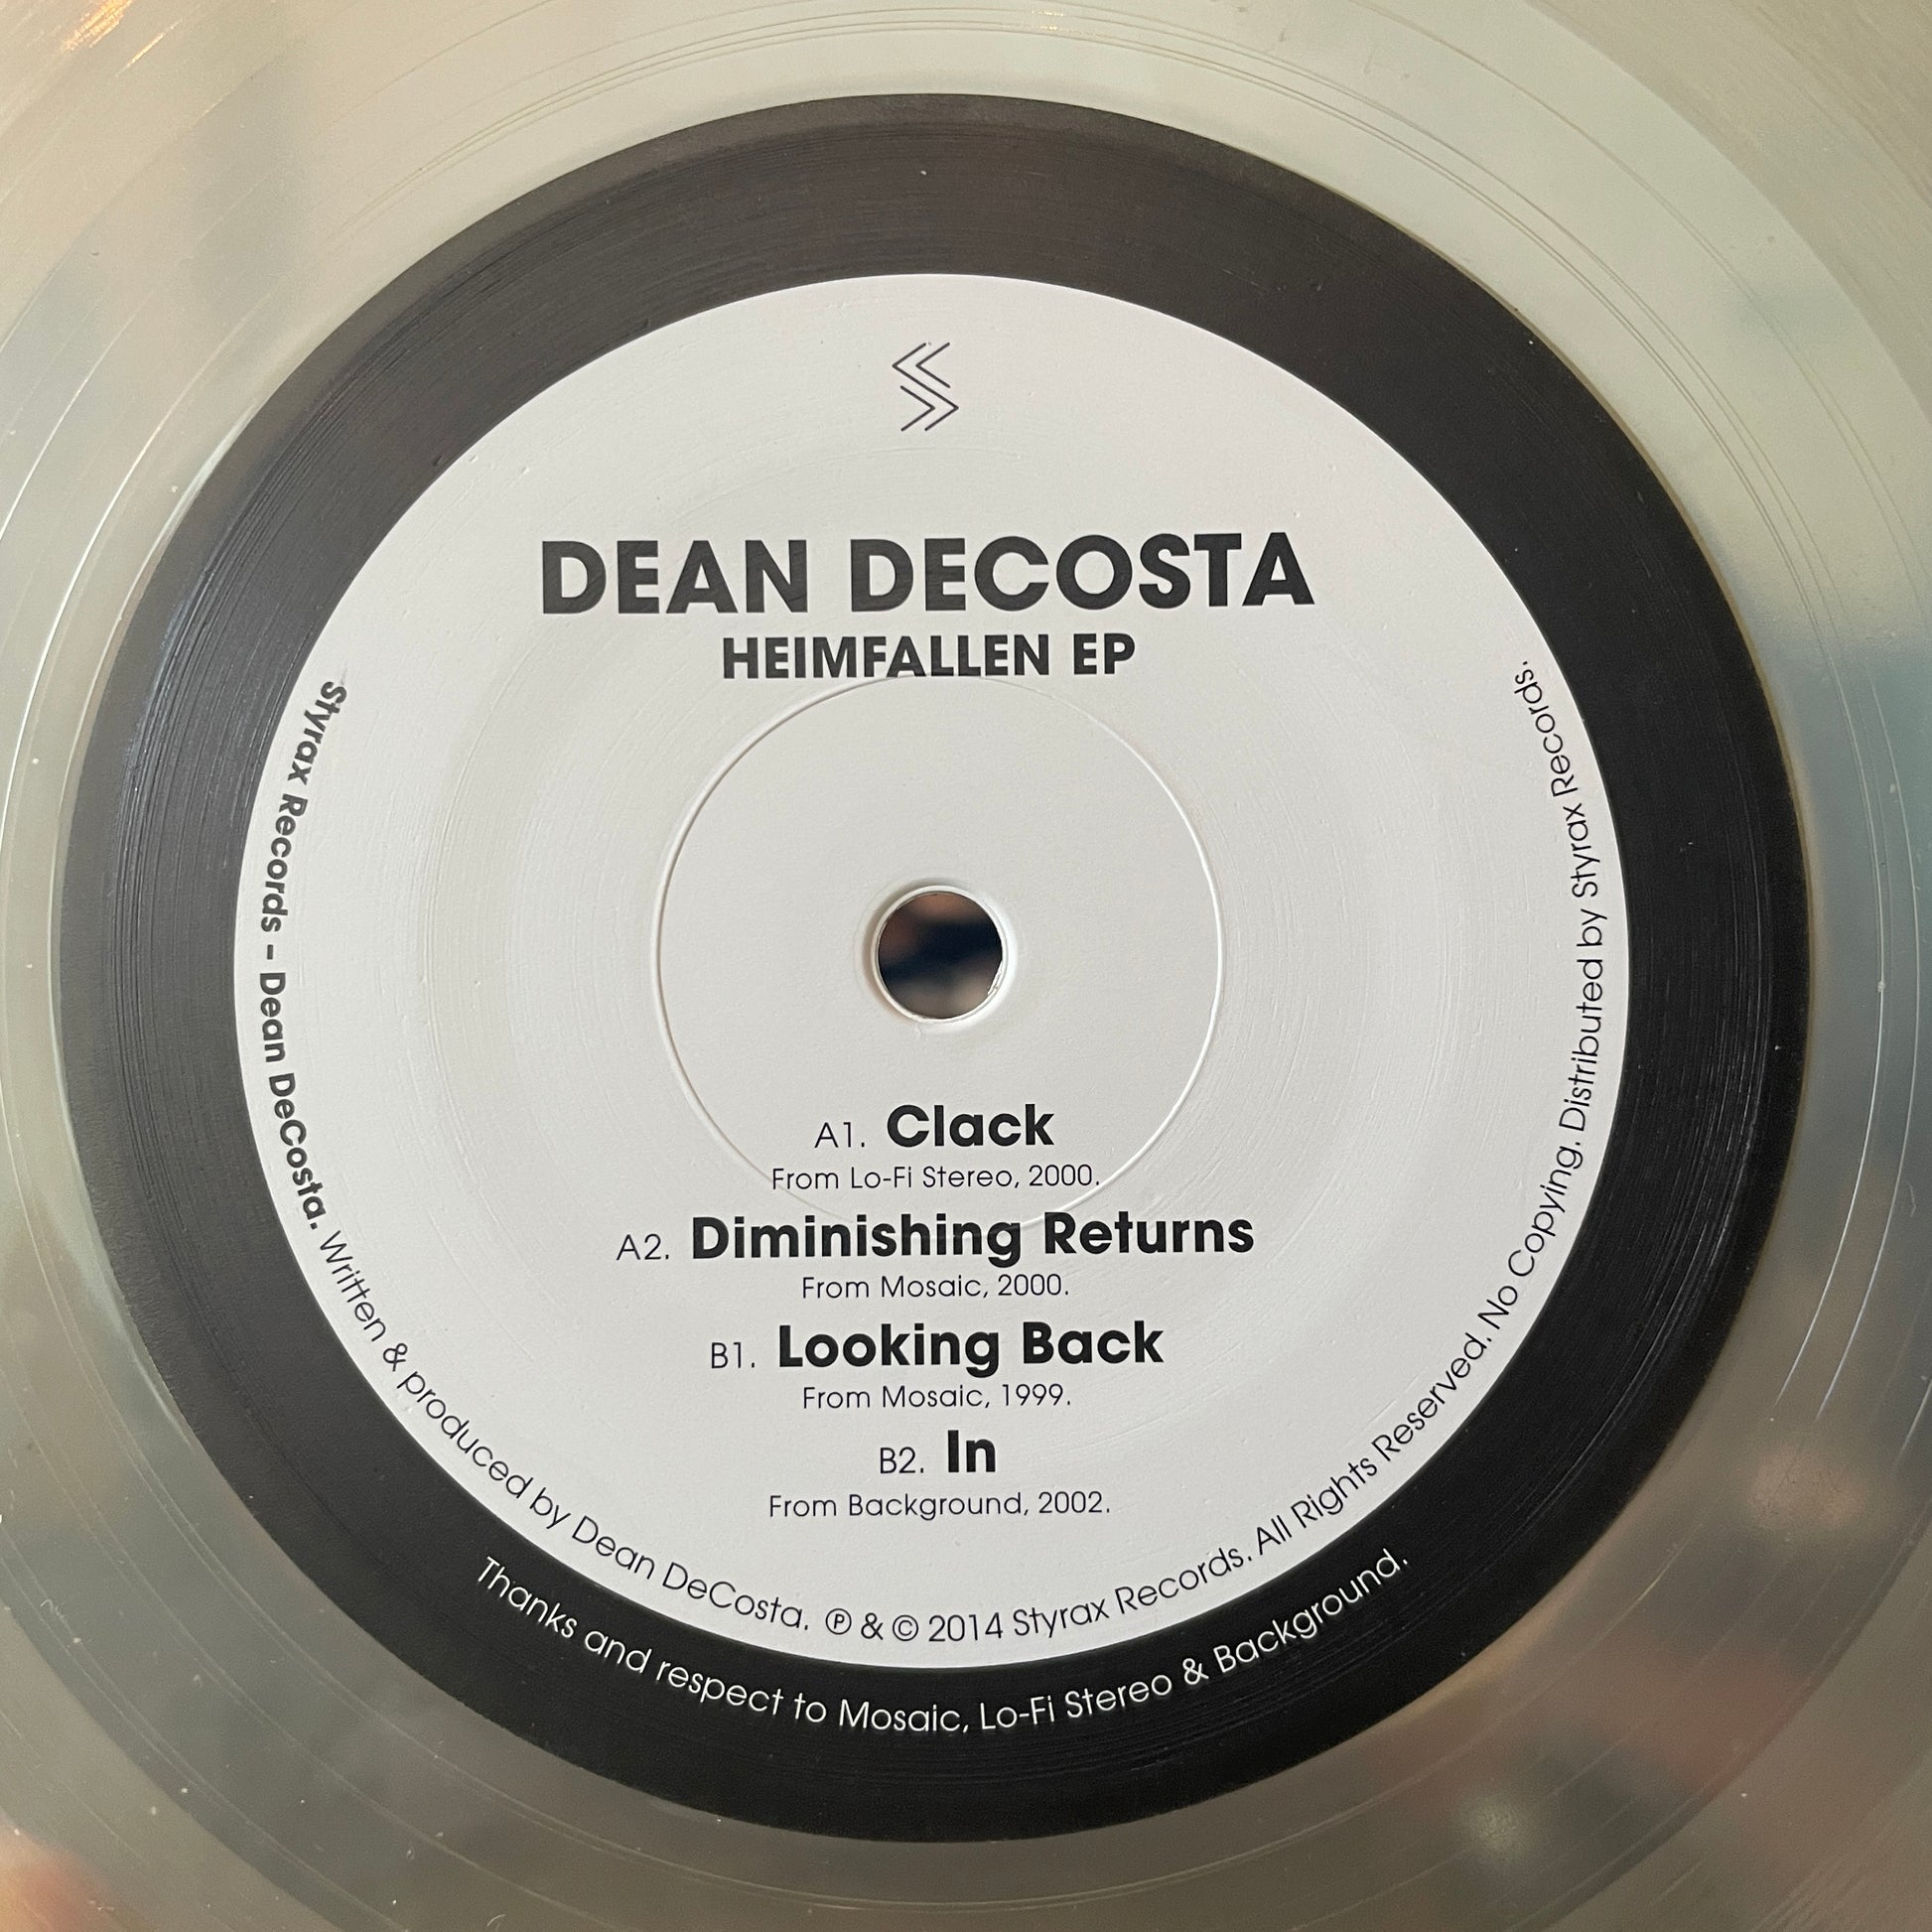 DEAN DECOSTA
HEIMFALLEN EP
A1. Clack
From Lo-Fi Stereo, 2000.
A2. Diminishing Returns
From Mosaic, 2000.
B1. Looking Back
From Mosaic, 1999.
B2. In
From Background, 2002.
Styrax Records – Dean DeCosta. Written & produced by Dean DeCosta. ℗ & © 2014 Styrax Records. All Rights Reserved. No Copying. Distributed by Styrax Records.
Thanks and respect to Mosaic, Lo-Fi Stereo & Background.